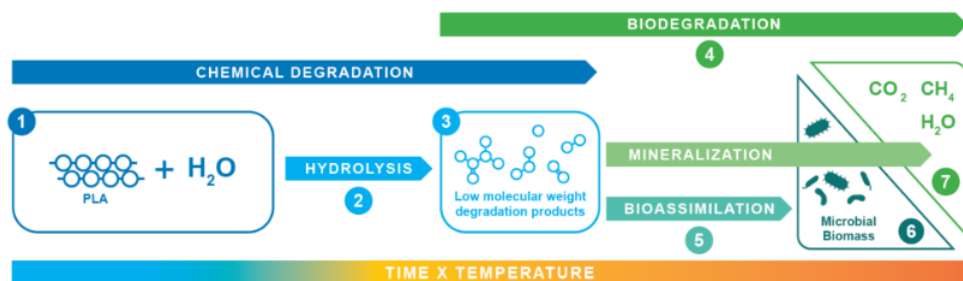 BIODEGRADATION
4
CHEMICAL DEGRADATION
1
PLA
+ H₂O
HYDROLYSIS
2
3
Low molecular weight
degradation products
MINERALIZATION
BIOASSIMILATION
5
Microbial
Biomass
6
CO₂ CH₄
H₂O
7
TIME X TEMPERATURE